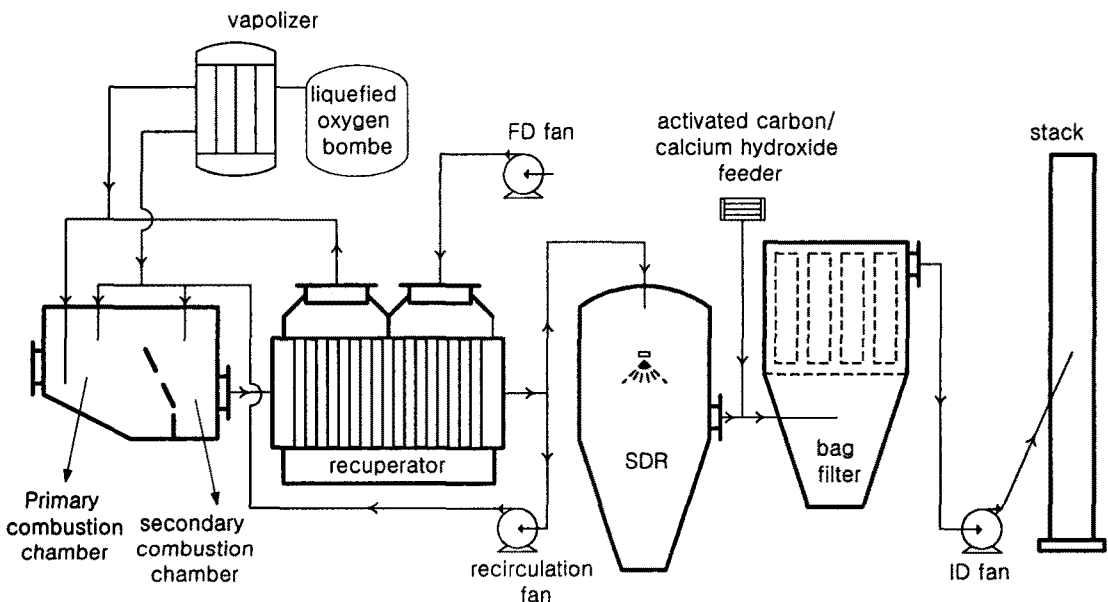 vapolizer
liquefied
oxygen
bombe
FD fan
activated carbon/
calcium hydroxide
feeder
stack
recuperator
SDR
bag
filter
Primary
combustion
chamber
secondary
combustion
chamber
recirculation
fan
ID fan